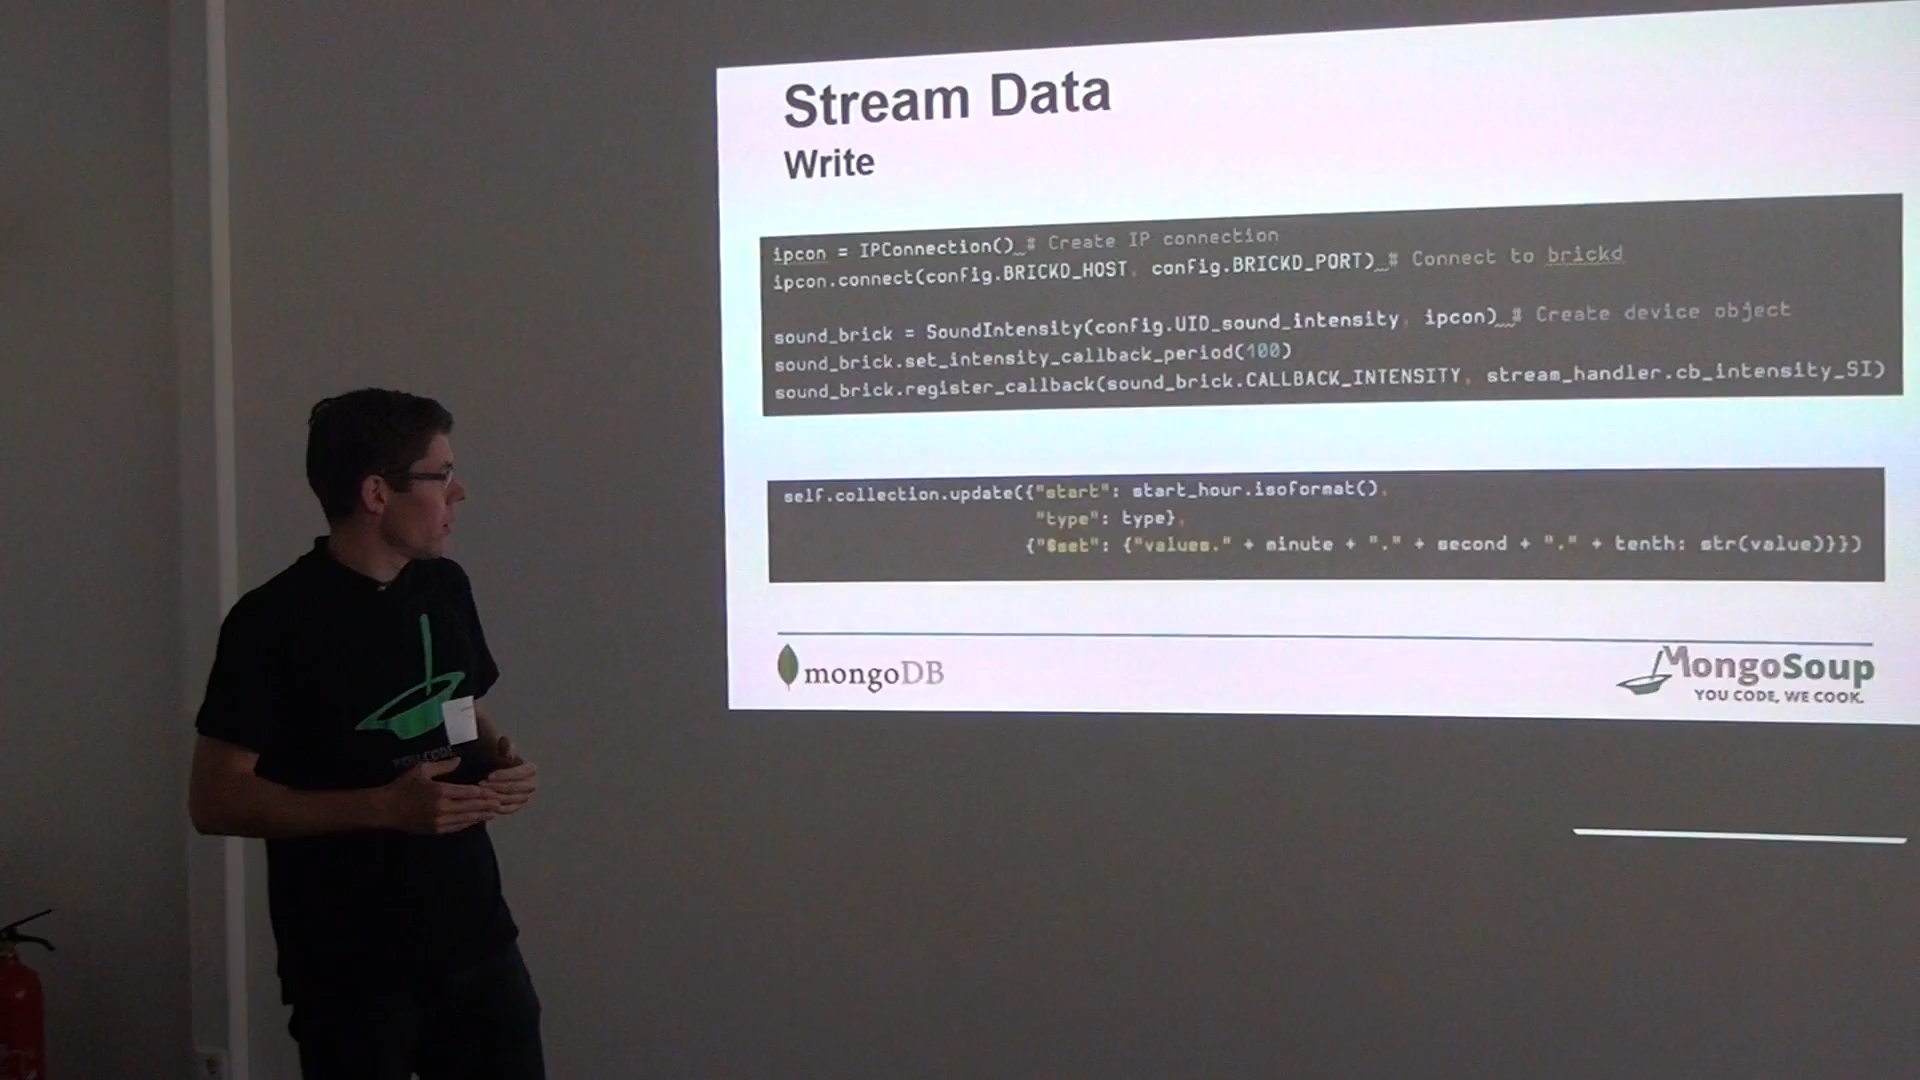 Stream Data
Write
ipcon = IPConnection() # Create IP connection
ipcon.connect(config.BRICKD_HOST, config.BRICKD_PORT) # Connect to brickd
sound_brick = SoundIntensity(config.UID_sound_intensity, ipcon) # Create device object
sound_brick.set_intensity_callback_period(100)
sound_brick.register_callback(sound_brick.CALLBACK_INTENSITY, stream_handler.cb_intensity_SI)
self.collection.update({"start": start_hour.isoformat(),
"type": type},
{"$set": {"values." + minute + "." + second + "." + tenth: str(value)}})
mongoDB
MongoSoup
YOU CODE, WE COOK.
YOU CODE